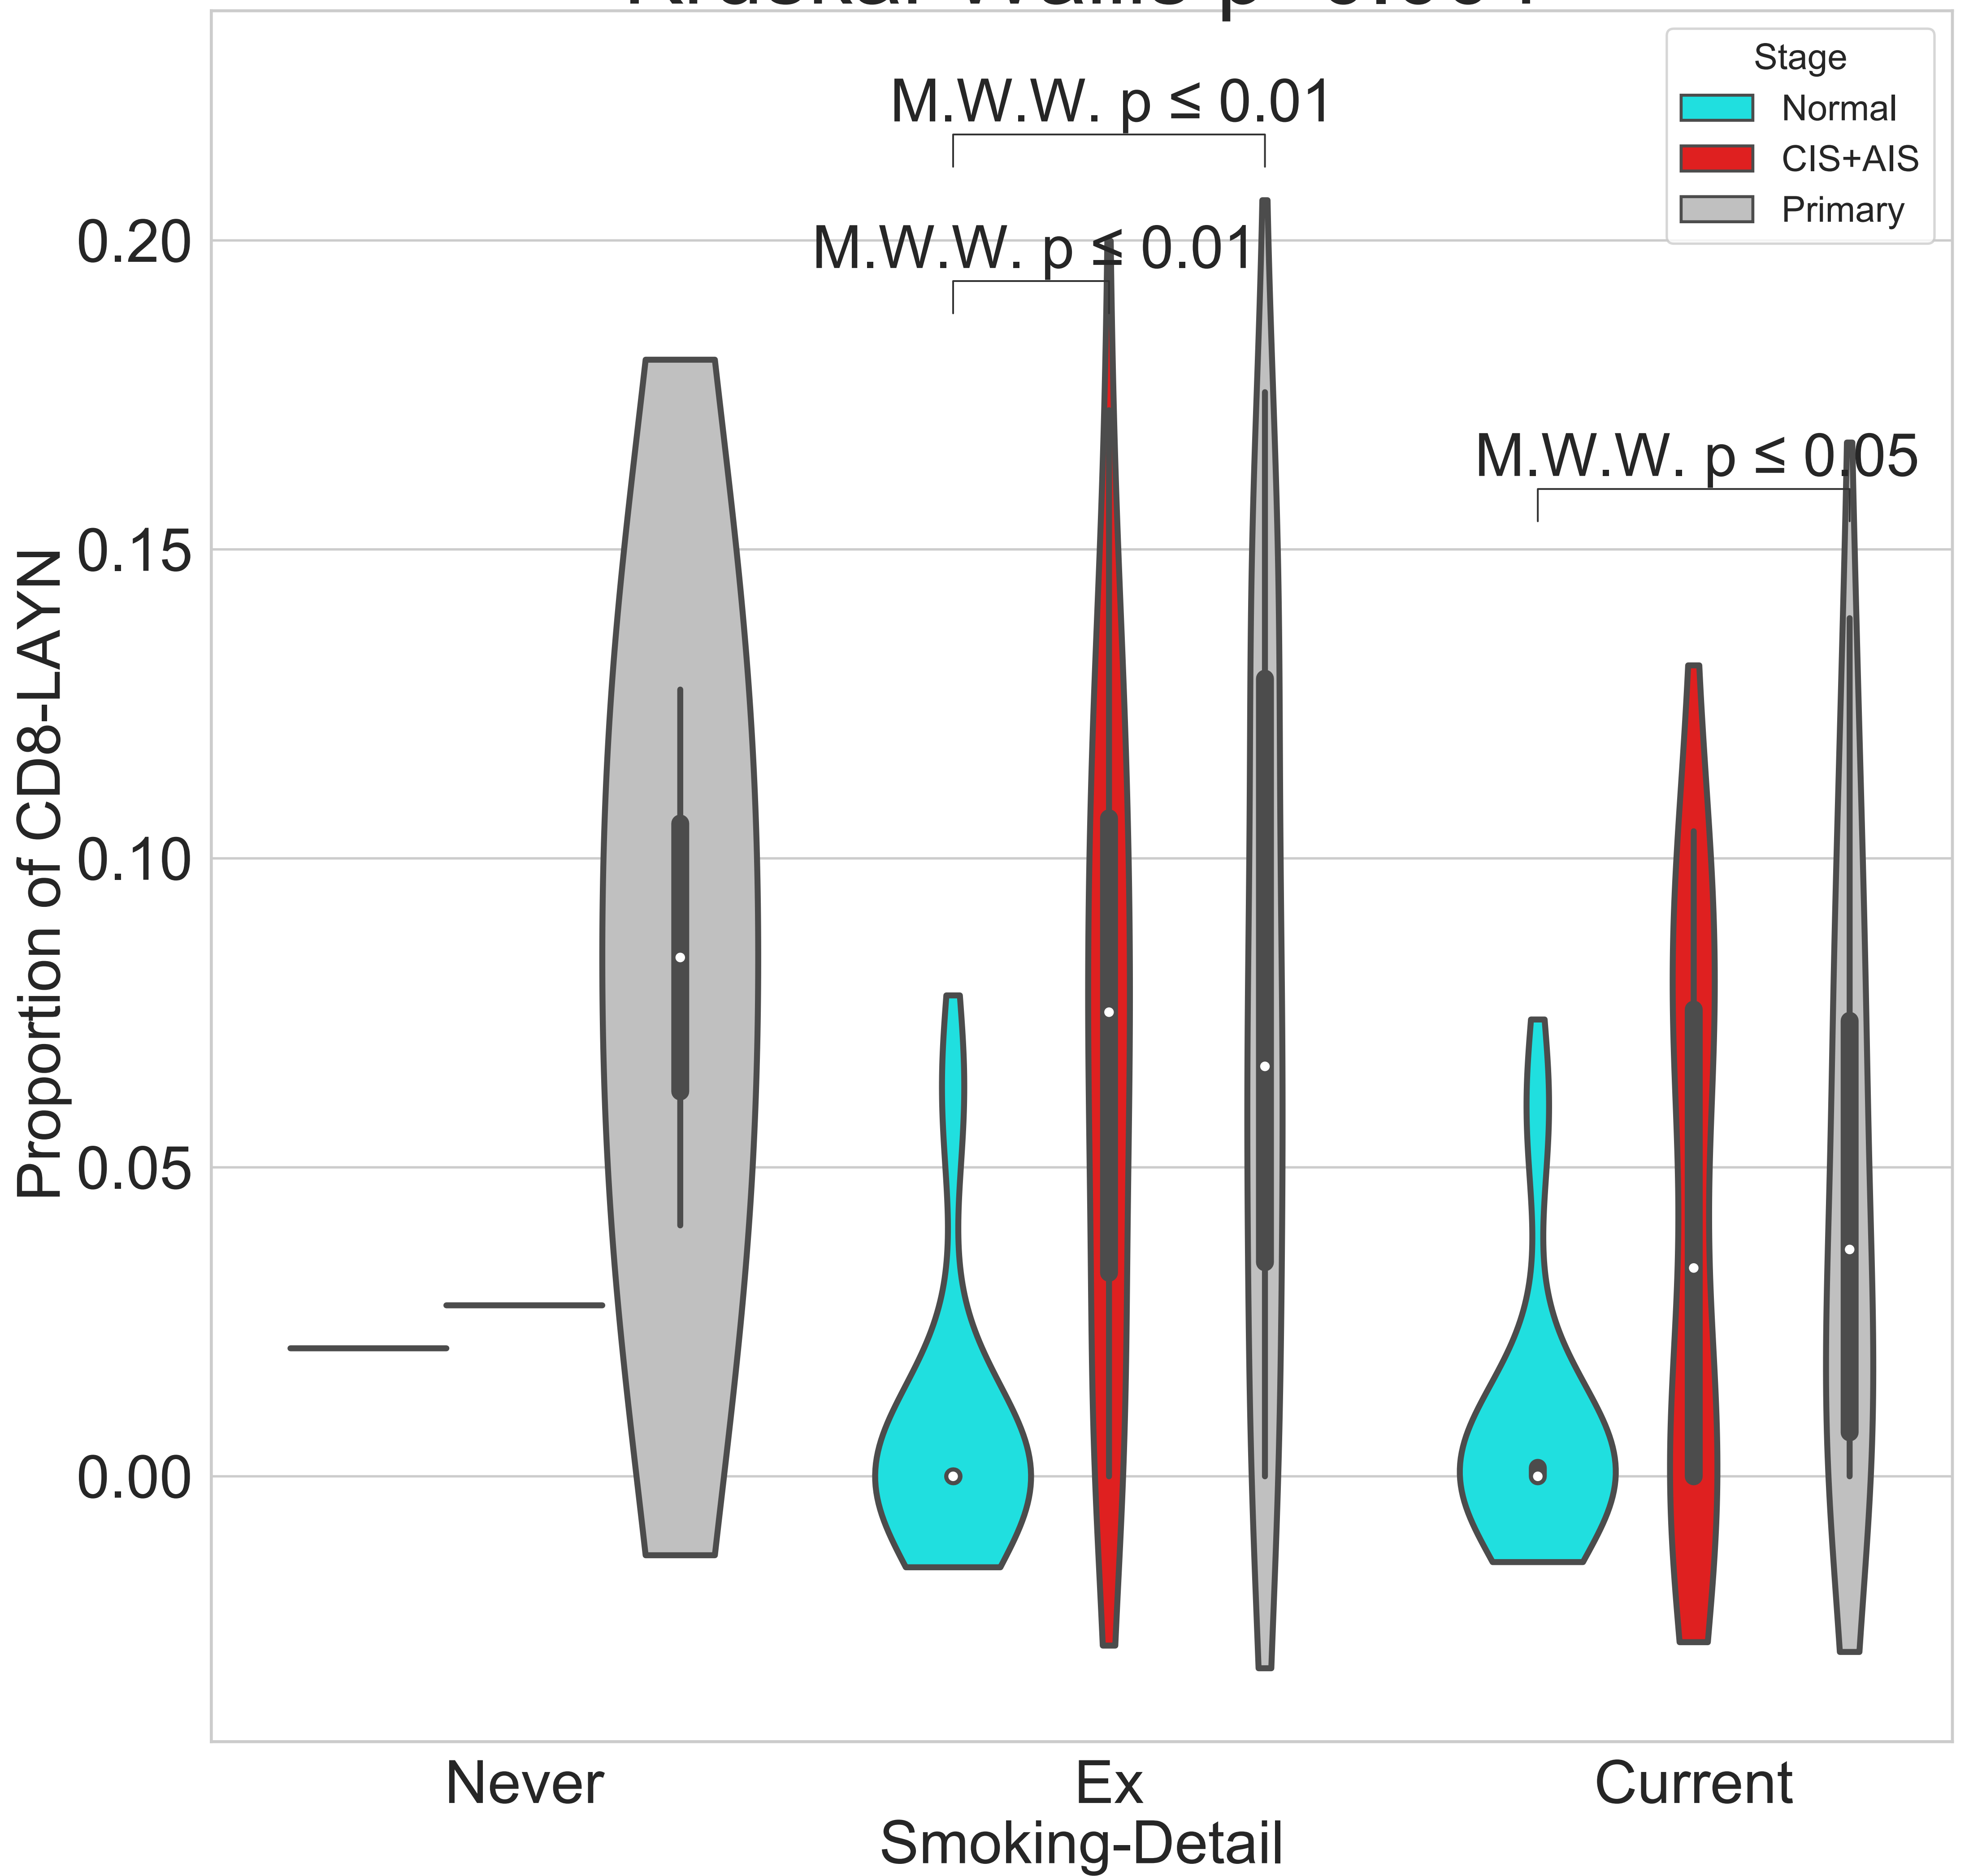 M.W.W. p ≤ 0.01
M.W.W. p ≤ 0.01
M.W.W. p ≤ 0.05
Stage
Normal
CIS+AIS
Primary
Proportion of CD8-LAYN
0.20
0.15
0.10
0.05
0.00
Never
Ex
Current
Smoking-Detail